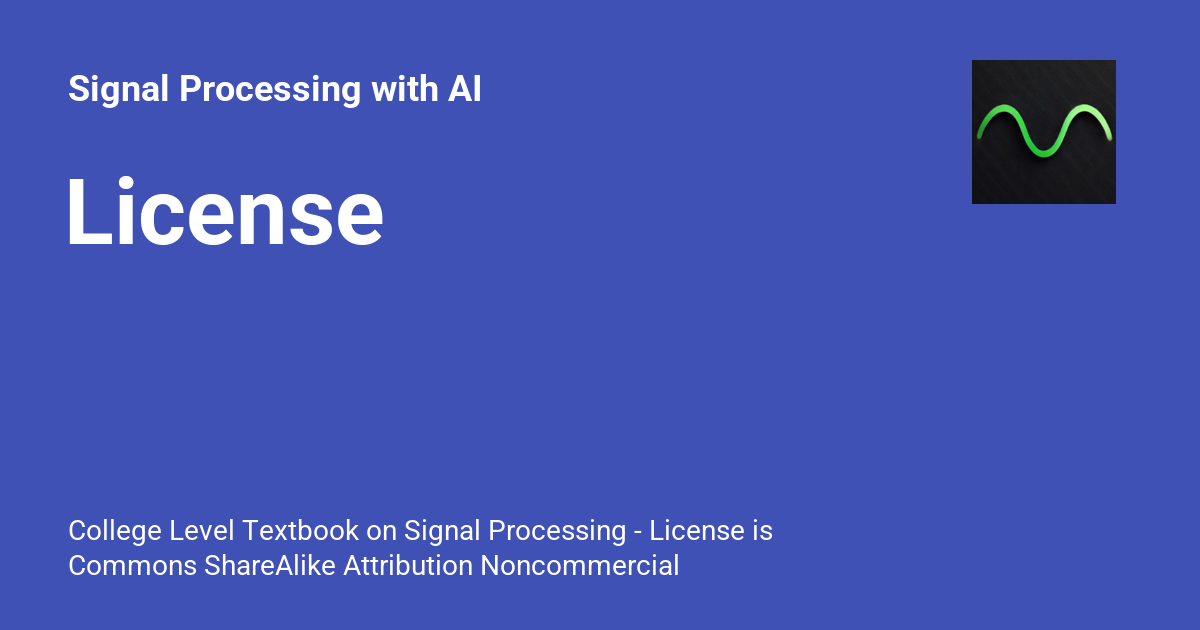 Signal Processing with AI
License
College Level Textbook on Signal Processing - License is
Commons ShareAlike Attribution Noncommercial